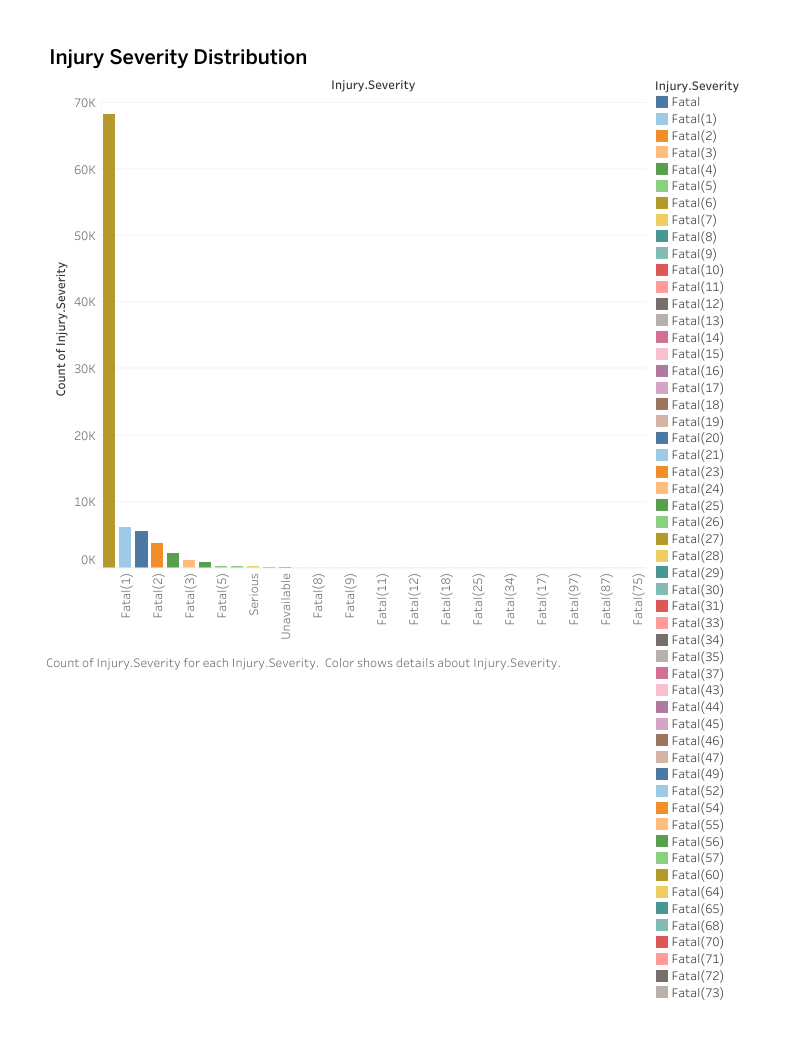 Injury Severity Distribution
Injury.Severity
70K
60K
50K
40K
30K
20K
10K
0K
Count of Injury.Severity
Fatal(1)
Fatal(2)
Fatal(3)
Fatal(5)
Serious
Unavailable
Fatal(8)
Fatal(9)
Fatal(11)
Fatal(12)
Fatal(18)
Fatal(25)
Fatal(34)
Fatal(17)
Fatal(97)
Fatal(87)
Fatal(75)
Count of Injury.Severity for each Injury.Severity. Color shows details about Injury.Severity.
Injury.Severity
Fatal
Fatal(1)
Fatal(2)
Fatal(3)
Fatal(4)
Fatal(5)
Fatal(6)
Fatal(7)
Fatal(8)
Fatal(9)
Fatal(10)
Fatal(11)
Fatal(12)
Fatal(13)
Fatal(14)
Fatal(15)
Fatal(16)
Fatal(17)
Fatal(18)
Fatal(19)
Fatal(20)
Fatal(21)
Fatal(23)
Fatal(24)
Fatal(25)
Fatal(26)
Fatal(27)
Fatal(28)
Fatal(29)
Fatal(30)
Fatal(31)
Fatal(33)
Fatal(34)
Fatal(35)
Fatal(37)
Fatal(43)
Fatal(44)
Fatal(45)
Fatal(46)
Fatal(47)
Fatal(49)
Fatal(52)
Fatal(54)
Fatal(55)
Fatal(56)
Fatal(57)
Fatal(60)
Fatal(64)
Fatal(65)
Fatal(68)
Fatal(70)
Fatal(71)
Fatal(72)
Fatal(73)